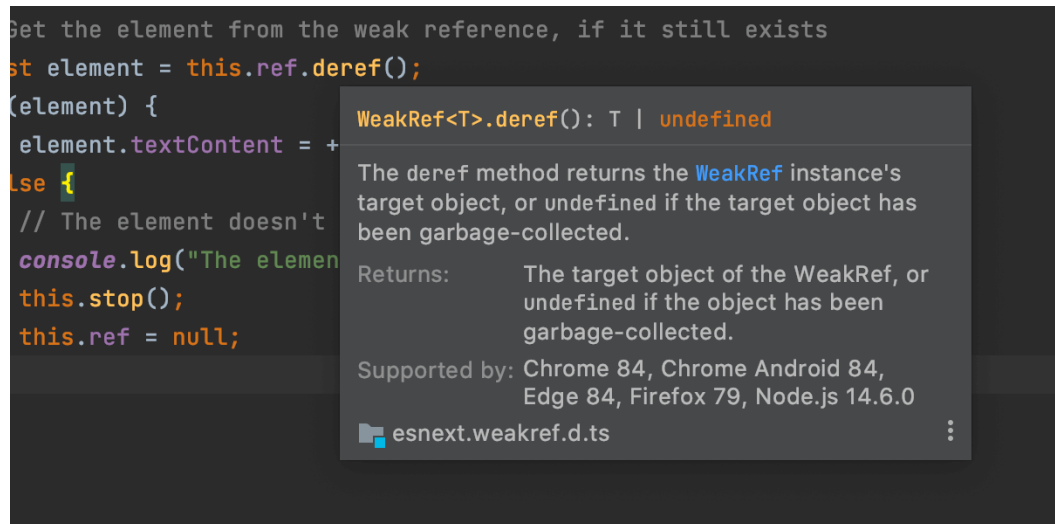 Get the element from the weak reference, if it still exists
st element = this.ref.deref();
(element) {
element.textContent = +
lse {
// The element doesn't
console.log("The elemen
this.stop();
this.ref = null;
WeakRef<T>.deref(): T | undefined
The deref method returns the WeakRef instance's
target object, or undefined if the target object has
been garbage-collected.
Returns: The target object of the WeakRef, or
undefined if the object has been
garbage-collected.
Supported by: Chrome 84, Chrome Android 84,
Edge 84, Firefox 79, Node.js 14.6.0
esnext.weakref.d.ts